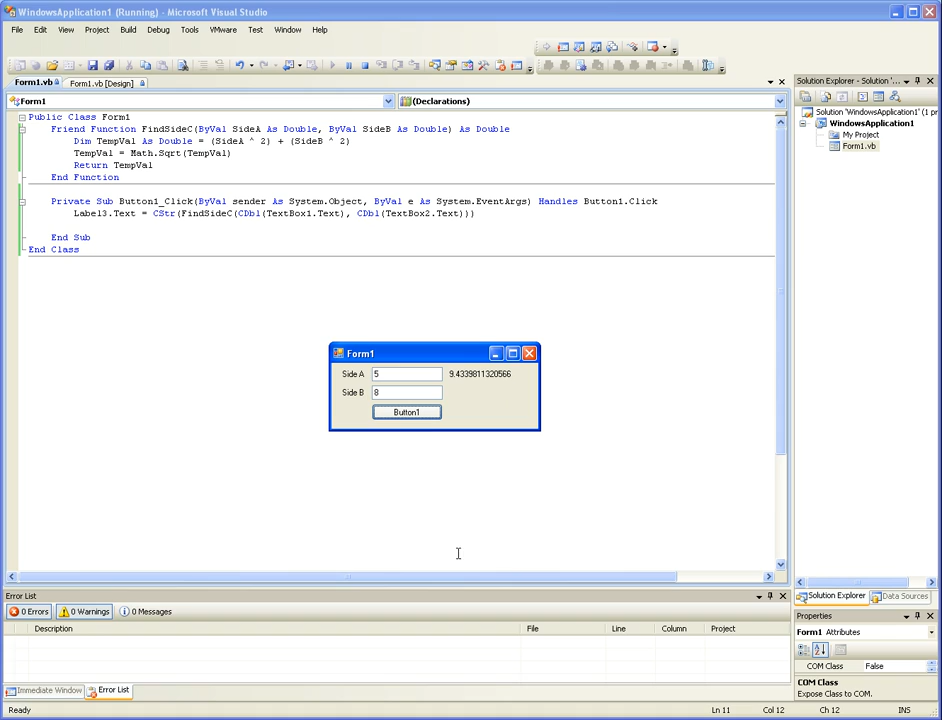 WindowsApplication1 (Running) - Microsoft Visual Studio
File Edit View Project Build Debug Tools VMware Test Window Help
Form1.vb Form1.vb [Design]
Form1 (Declarations)
Public Class Form1
Friend Function FindSideC(ByVal SideA As Double, ByVal SideB As Double) As Double
Dim TempVal As Double = (SideA ^ 2) + (SideB ^ 2)
TempVal = Math.Sqrt(TempVal)
Return TempVal
End Function
Private Sub Button1_Click(ByVal sender As System.Object, ByVal e As System.EventArgs) Handles Button1.Click
Label3.Text = CStr(FindSideC(CDbl(TextBox1.Text), CDbl(TextBox2.Text)))
End Sub
End Class
Form1
Side A 5 9.4339811320566
Side B 8
Button1
Solution Explorer - Solution '...
Solution 'WindowsApplication1' (1 pr
WindowsApplication1
My Project
Form1.vb
Solution Explorer Data Sources
Properties
Form1 Attributes
COM Class False
COM Class
Expose Class to COM.
Error List
0 Errors 0 Warnings 0 Messages
Description File Line Column Project
Immediate Window Error List
Ready Ln 11 Col 12 Ch 12 INS